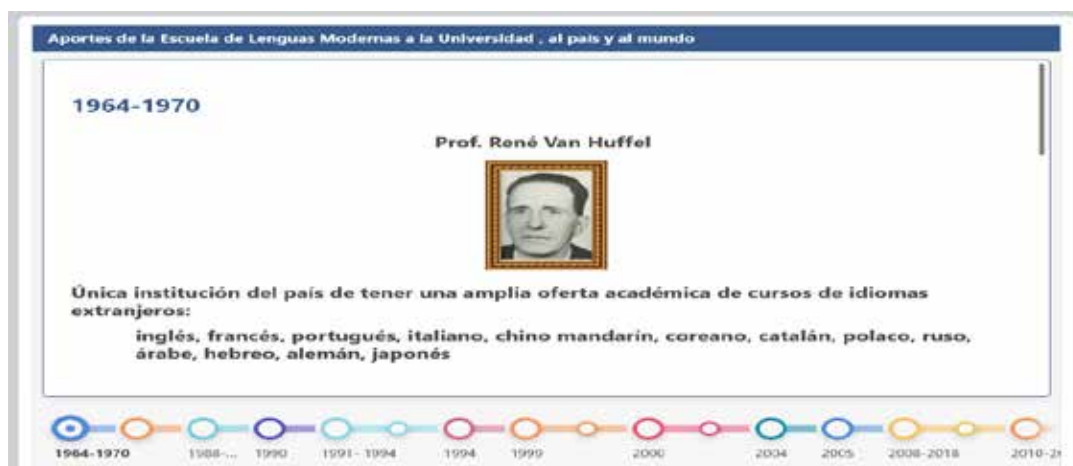 Aportes de la Escuela de Lenguas Modernas a la Universidad , al país y al mundo
1964-1970
Prof. René Van Huffel
Única institución del país de tener una amplia oferta académica de cursos de idiomas
extranjeros:
inglés, francés, portugués, italiano, chino mandarín, coreano, catalán, polaco, ruso,
árabe, hebreo, alemán, japonés
1964-1970 1988-... 1990 1991- 1994 1994 1999 2000 2004 2005 2008-2018 2010-2